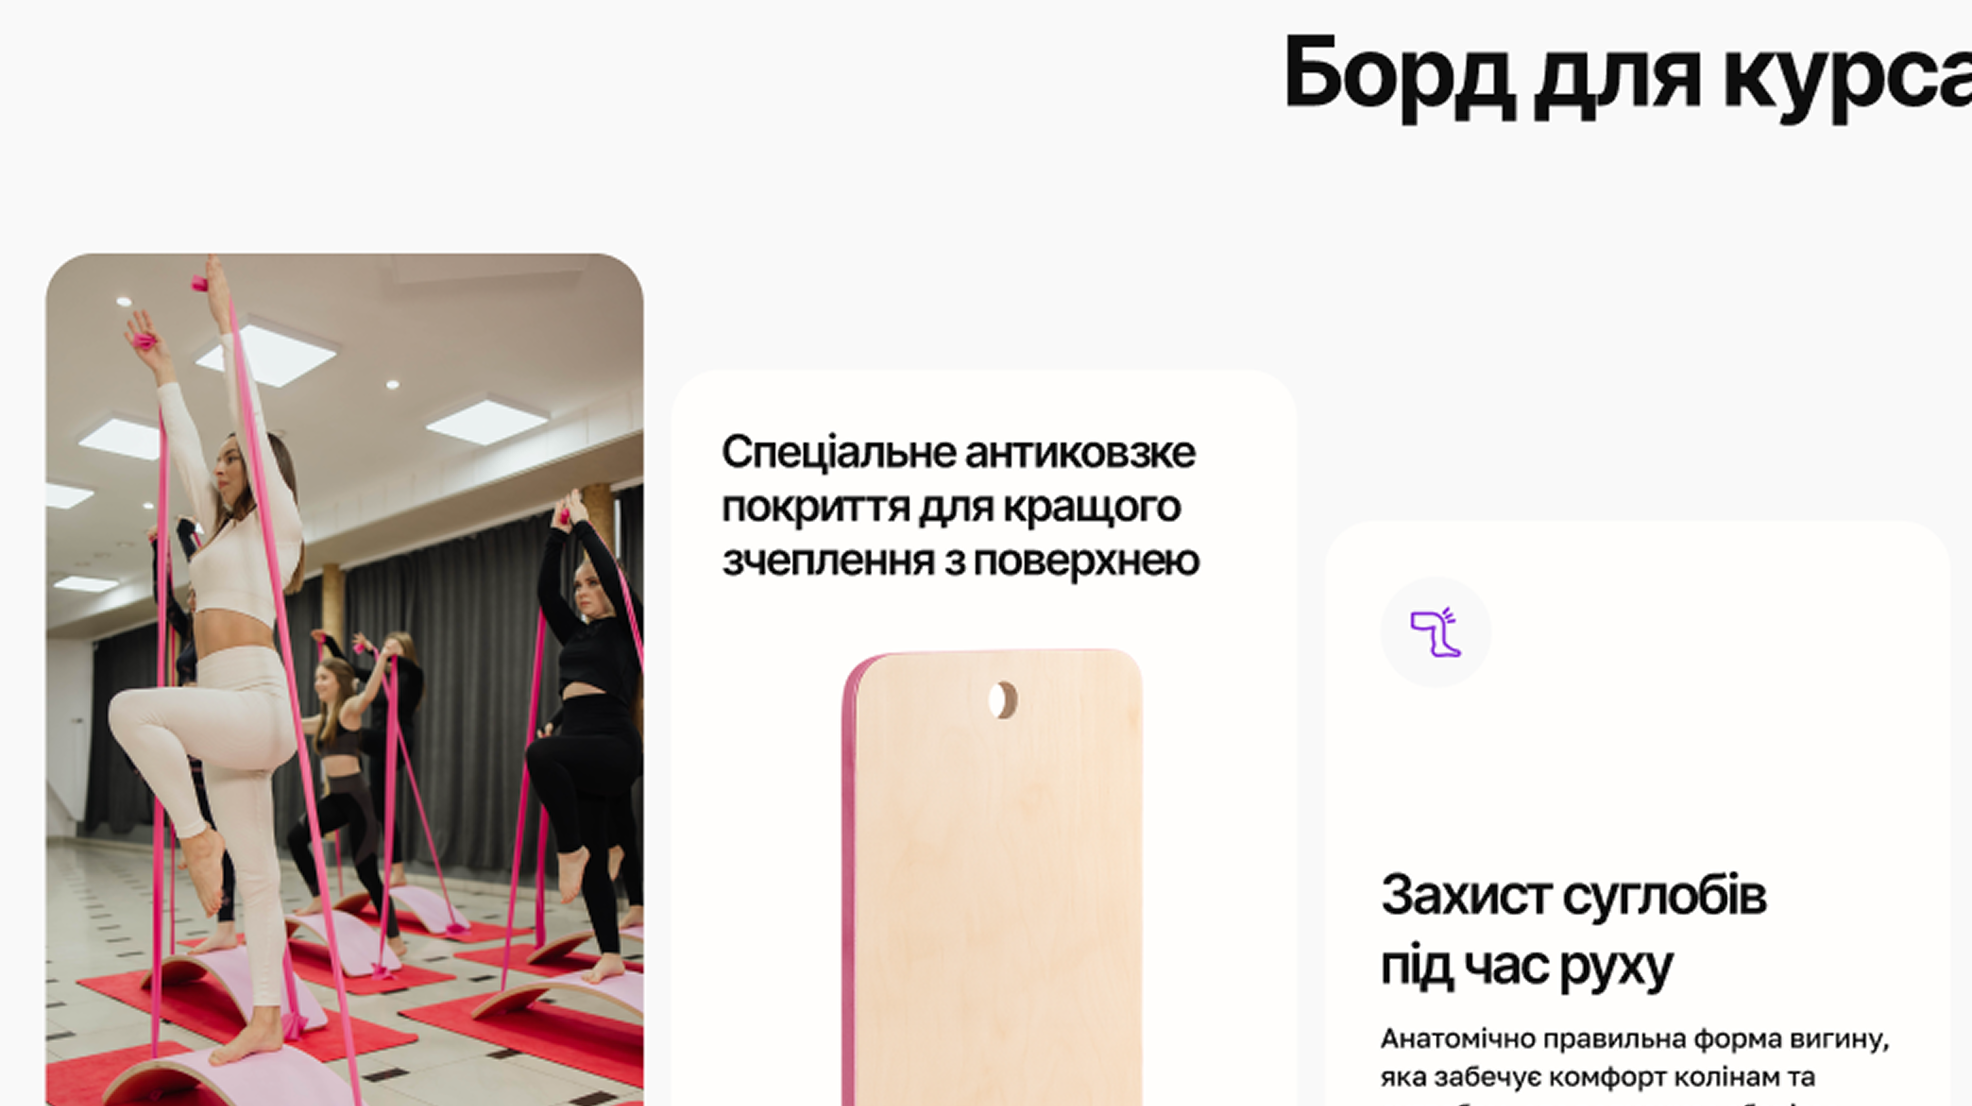 Борд для курса
Спеціальне антиковзке
покриття для кращого
зчеплення з поверхнею
Захист суглобів
під час руху
Анатомічно правильна форма вигину,
яка забечує комфорт колінам та